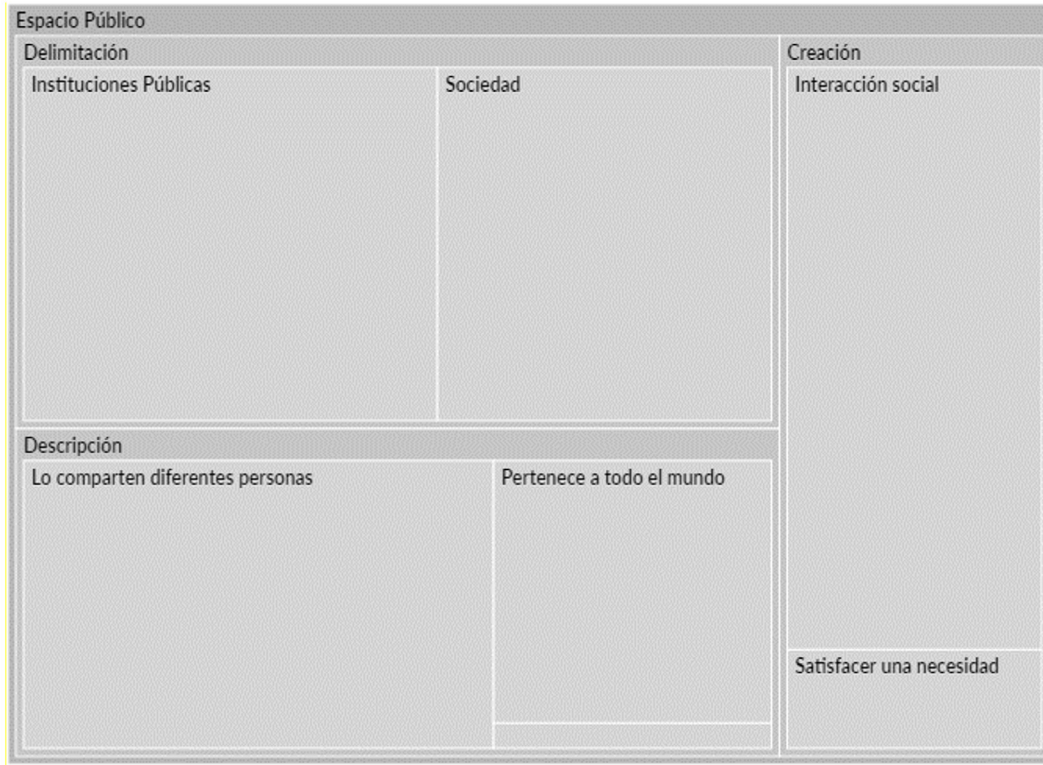 Espacio Público
Delimitación
Instituciones Públicas
Sociedad
Descripción
Lo comparten diferentes personas
Pertenece a todo el mundo
Creación
Interacción social
Satisfacer una necesidad